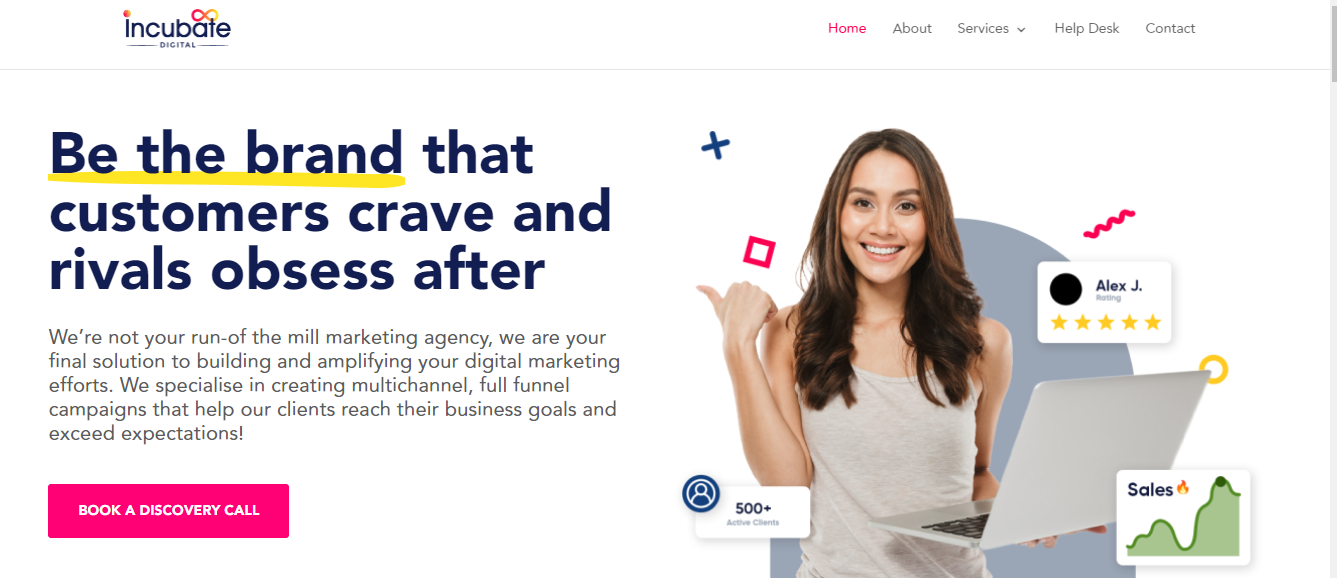 incubate
DIGITAL
Home
About
Services
Help Desk
Contact
Be the brand that
customers crave and
rivals obsess after
We’re not your run-of the mill marketing agency, we are your
final solution to building and amplifying your digital marketing
efforts. We specialise in creating multichannel, full funnel
campaigns that help our clients reach their business goals and
exceed expectations!
BOOK A DISCOVERY CALL
Alex J.
Rating
500+
Active Clients
Sales🔥